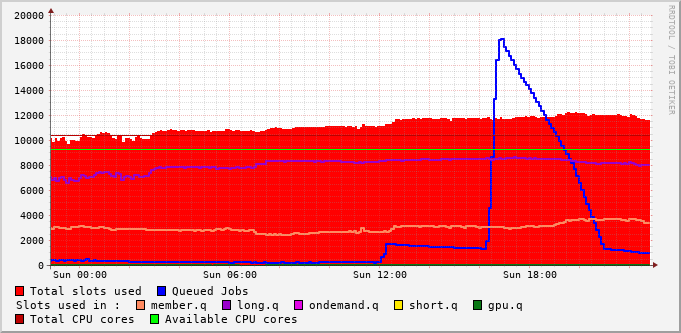 20000
18000
16000
14000
12000
10000
8000
6000
4000
2000
0
Sun 00:00 Sun 06:00 Sun 12:00 Sun 18:00
RRDTOOL / TOBI OETIKER
Total slots used Queued Jobs
Slots used in : member.q long.q ondemand.q short.q gpu.q
Total CPU cores Available CPU cores